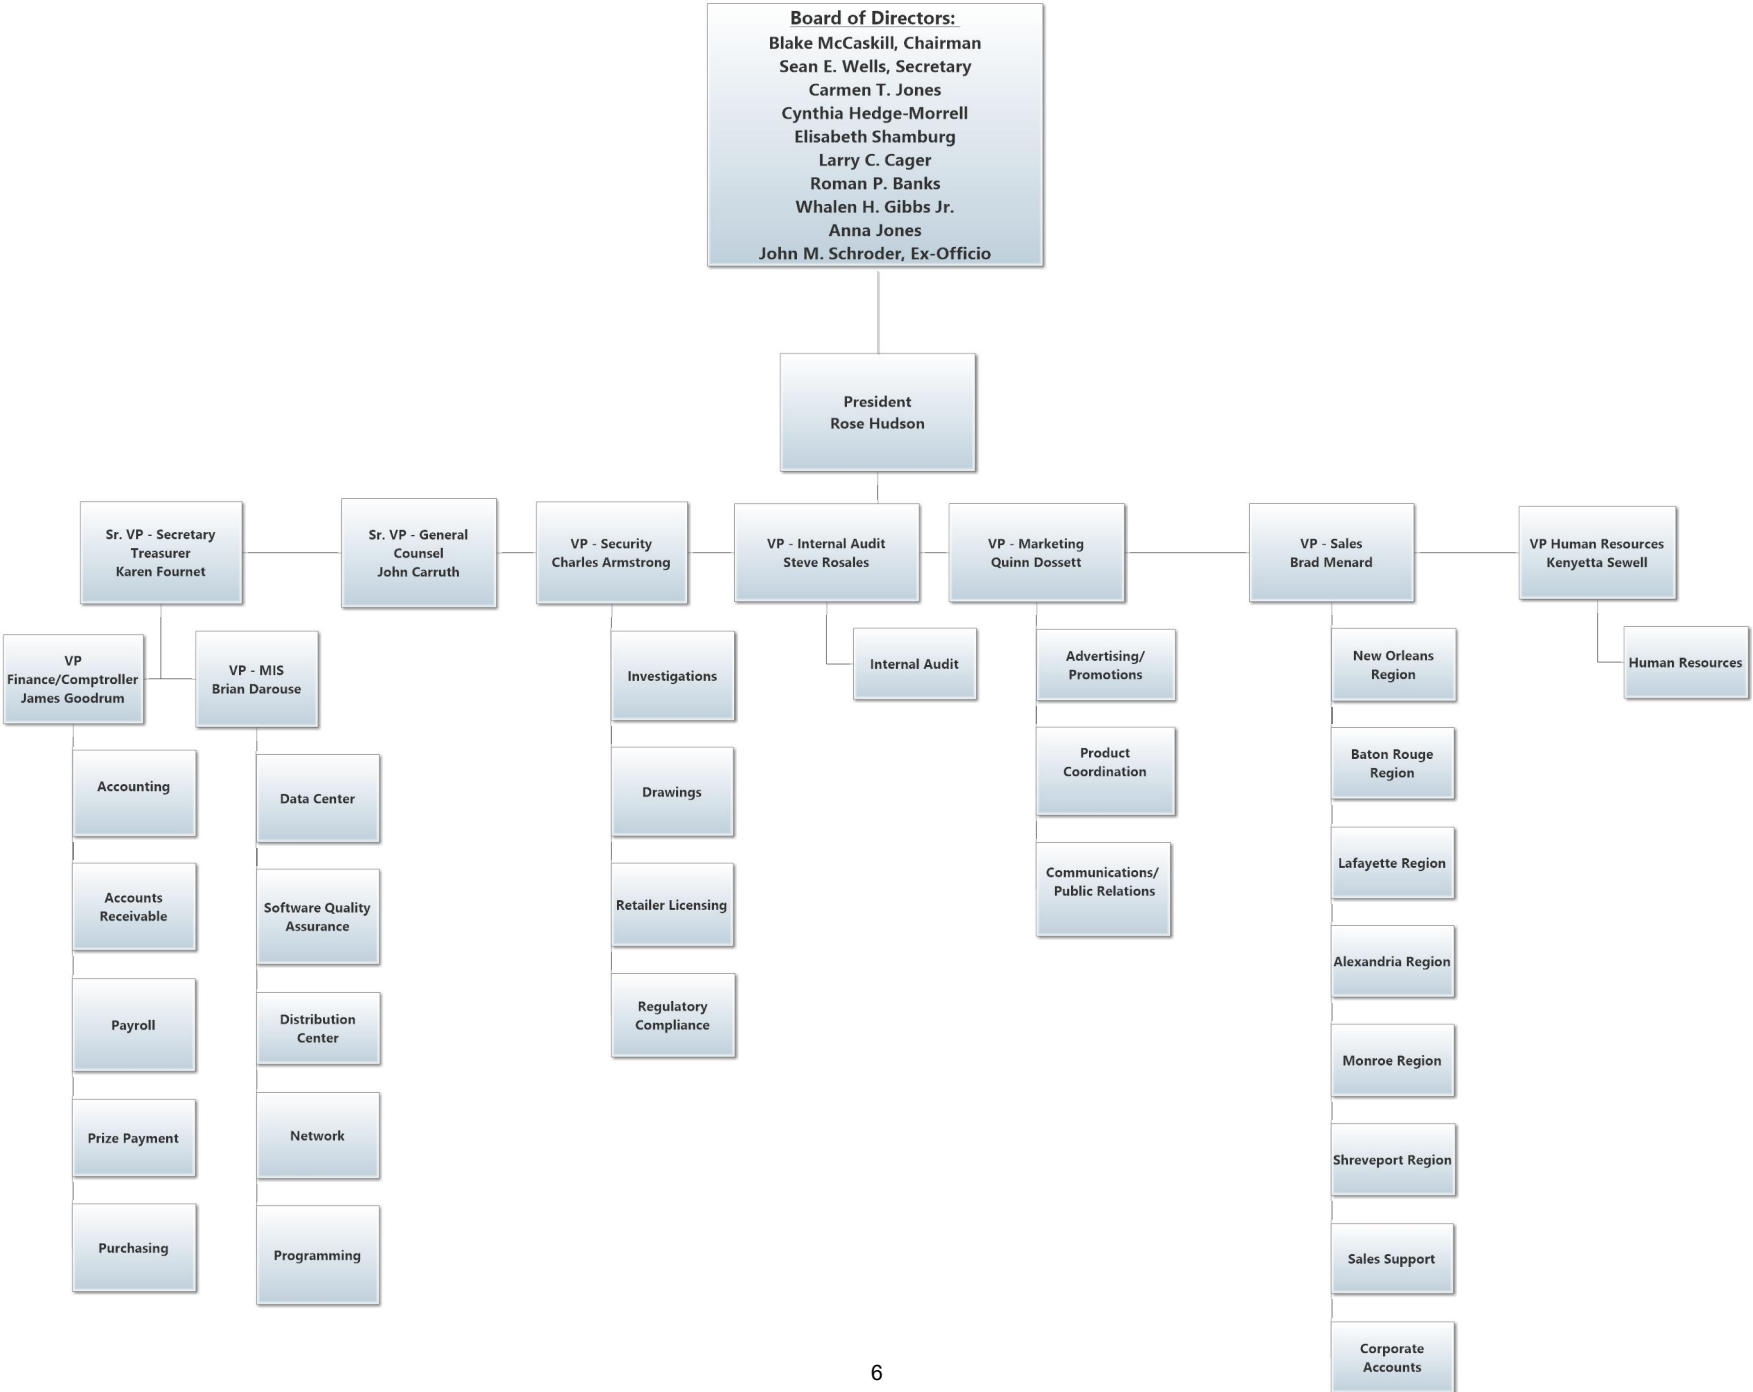 Board of Directors:
Blake McCaskill, Chairman
Sean E. Wells, Secretary
Carmen T. Jones
Cynthia Hedge-Morrell
Elisabeth Shamburg
Larry C. Cager
Roman P. Banks
Whalen H. Gibbs Jr.
Anna Jones
John M. Schroder, Ex-Officio
President
Rose Hudson
Sr. VP - Secretary
Treasurer
Karen Fournet
Sr. VP - General
Counsel
John Carruth
VP - Security
Charles Armstrong
VP - Internal Audit
Steve Rosales
VP - Marketing
Quinn Dossett
VP - Sales
Brad Menard
VP Human Resources
Kenyetta Sewell
VP
Finance/Comptroller
James Goodrum
VP - MIS
Brian Darouse
Accounting
Accounts
Receivable
Payroll
Prize Payment
Purchasing
Data Center
Software Quality
Assurance
Distribution
Center
Network
Programming
Investigations
Drawings
Retailer Licensing
Regulatory
Compliance
Internal Audit
Advertising/
Promotions
Product
Coordination
Communications/
Public Relations
New Orleans
Region
Baton Rouge
Region
Lafayette Region
Alexandria Region
Monroe Region
Shreveport Region
Sales Support
Corporate
Accounts
Human Resources
6